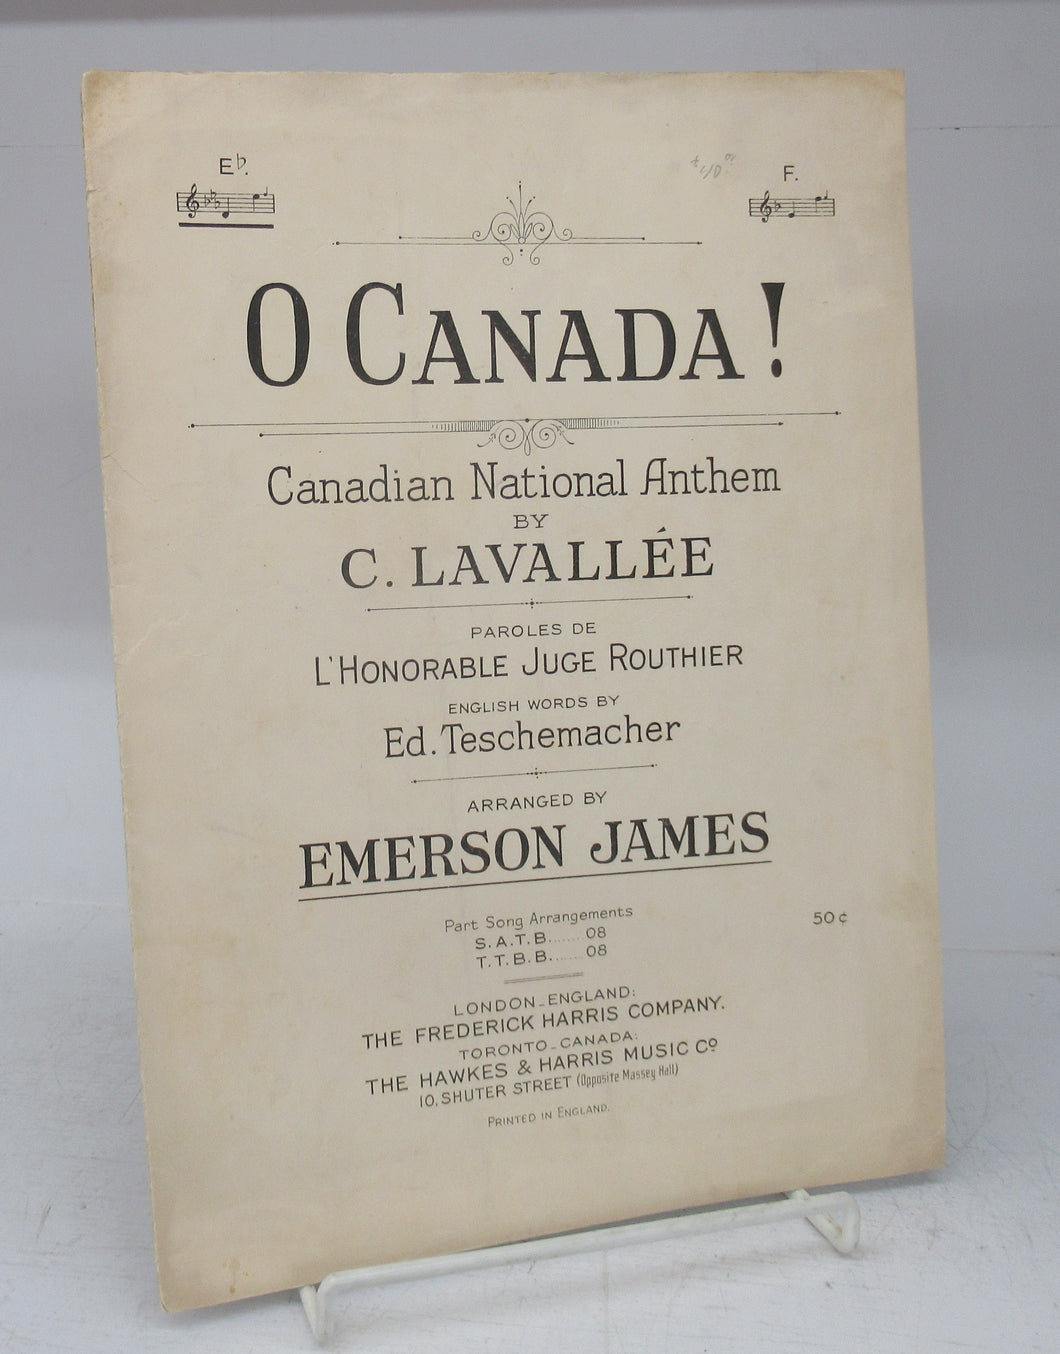 E♭.
F.
O CANADA!
Canadian National Anthem
BY
C. LAVALLÉE
PAROLES DE
L'HONORABLE JUGE ROUTHIER
ENGLISH WORDS BY
Ed. Teschemacher
ARRANGED BY
EMERSON JAMES
Part Song Arrangements
S.A.T.B........08
T.T.B.B.......08
50¢
LONDON_ENGLAND:
THE FREDERICK HARRIS COMPANY.
TORONTO_CANADA:
THE HAWKES & HARRIS MUSIC Co
10, SHUTER STREET (Opposite Massey Hall)
PRINTED IN ENGLAND.